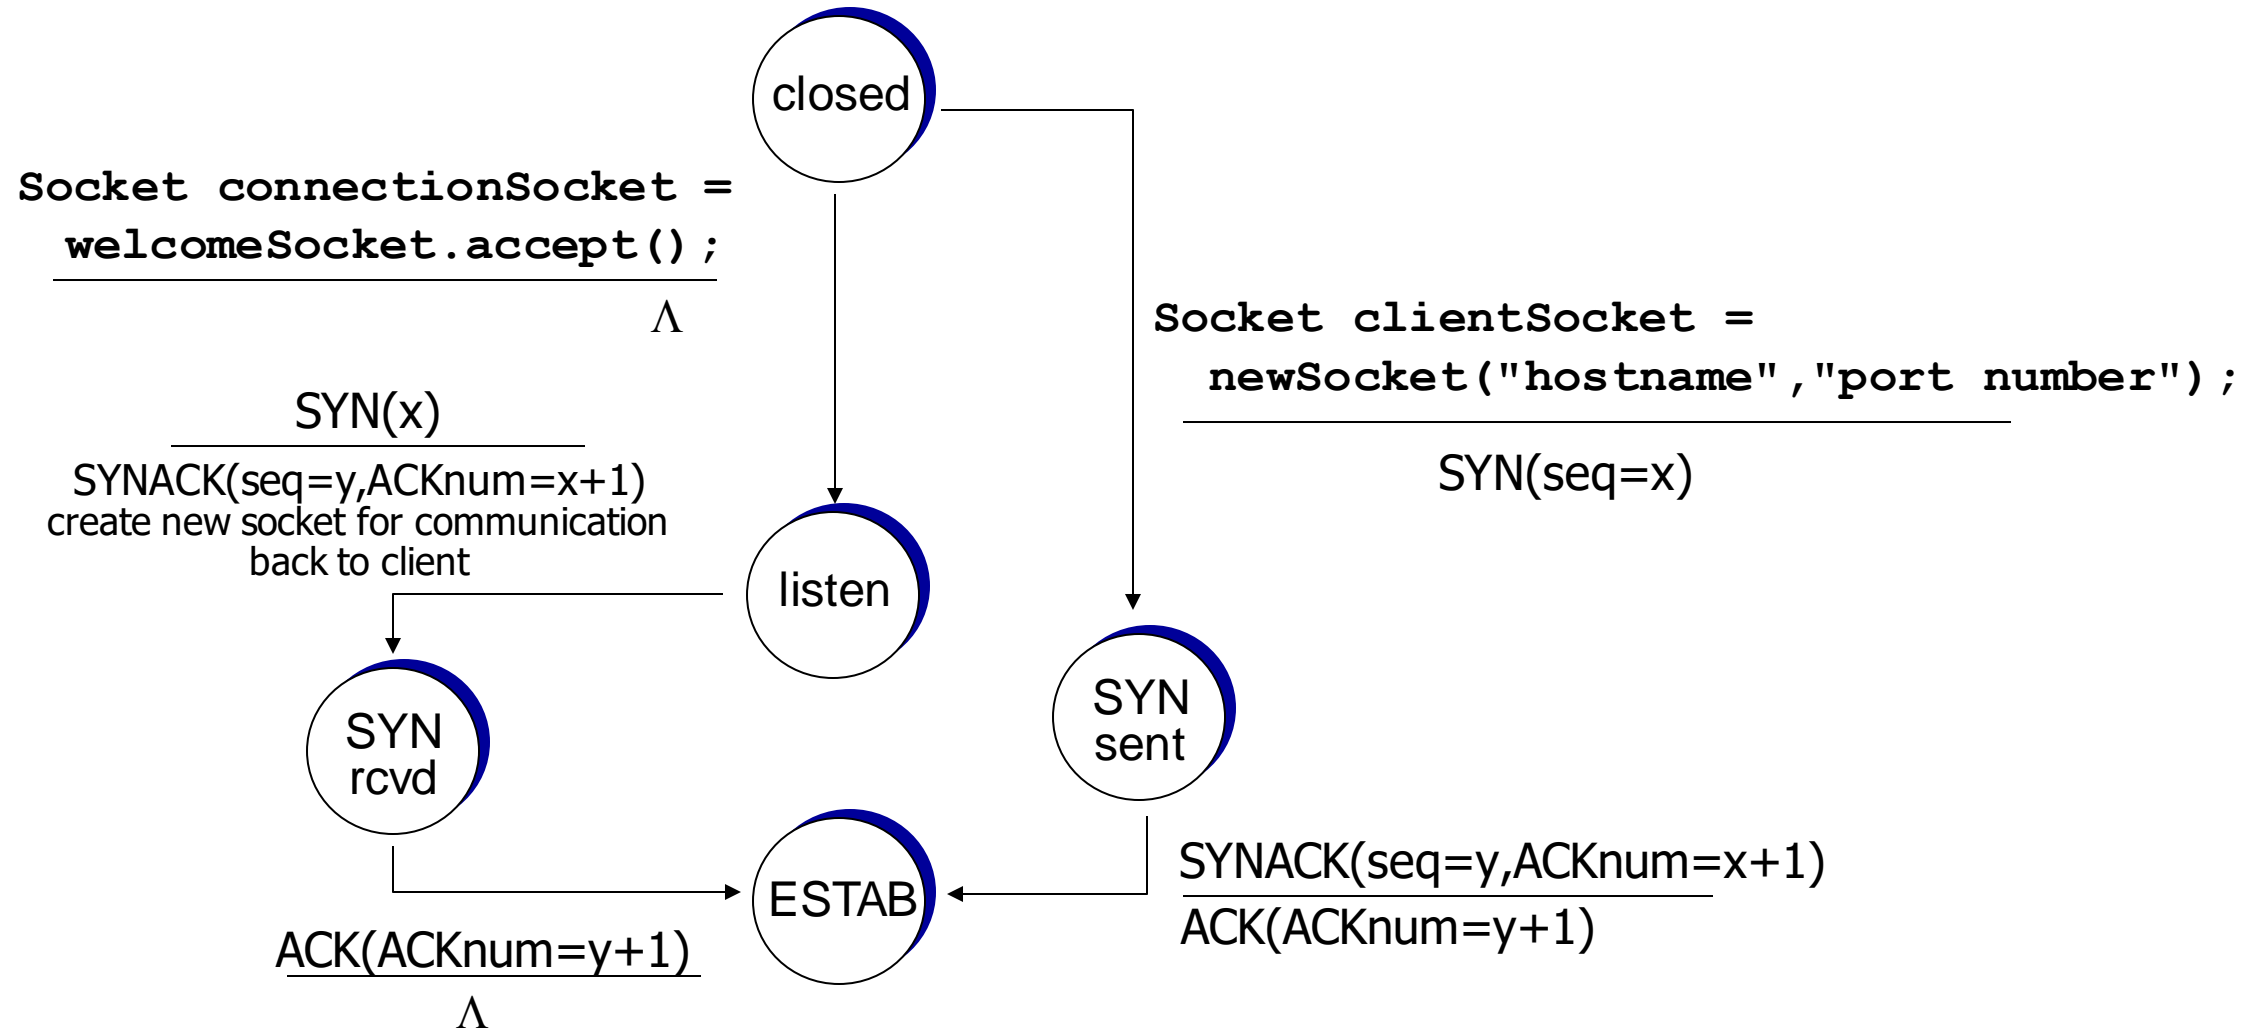 closed
Socket connectionSocket =
welcomeSocket.accept();
Λ
Socket clientSocket =
newSocket("hostname","port number");
SYN(seq=x)
SYN(x)
SYNACK(seq=y,ACKnum=x+1)
create new socket for communication
back to client
listen
SYN
rcvd
SYN
sent
ESTAB
SYNACK(seq=y,ACKnum=x+1)
ACK(ACKnum=y+1)
ACK(ACKnum=y+1)
Λ